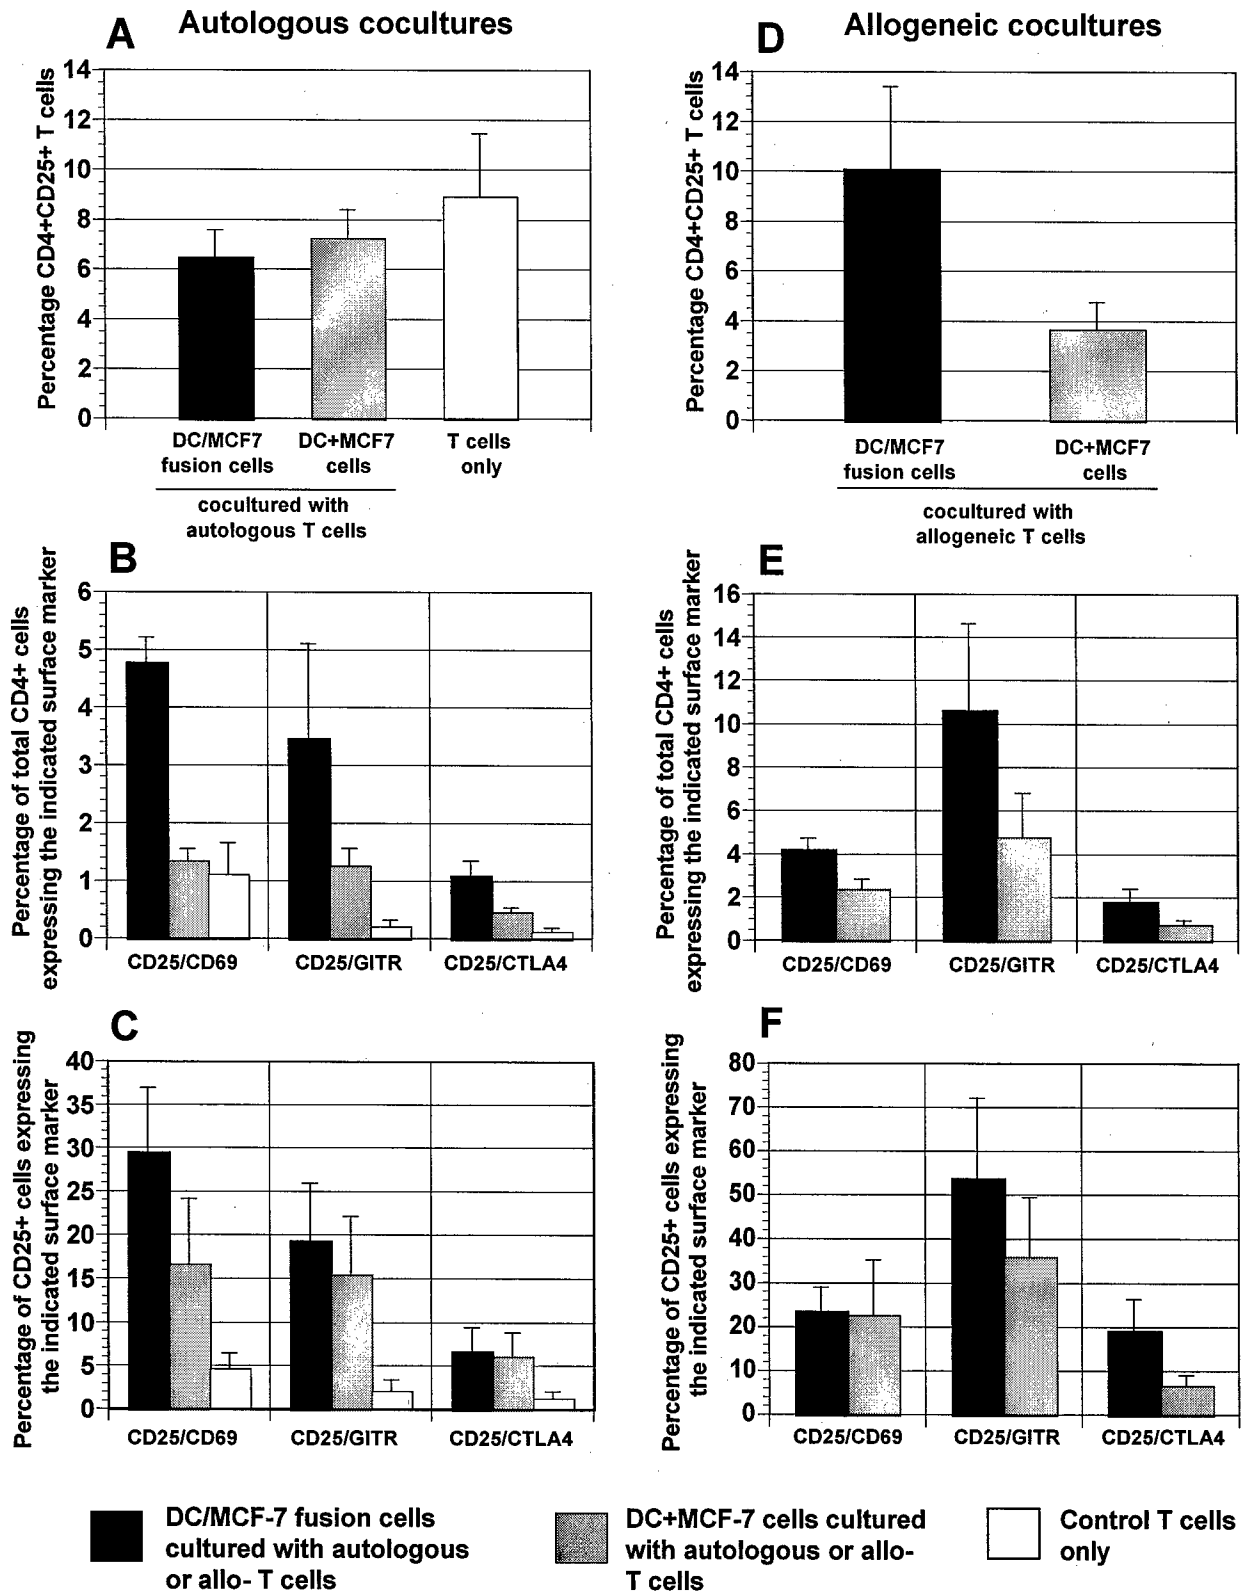 A Autologous cocultures
Percentage CD4+CD25+ T cells
14
12
10
8
6
4
2
0
DC/MCF7
fusion cells
DC+MCF7
cells
T cells
only
cocultured with
autologous T cells
D Allogeneic cocultures
Percentage CD4+CD25+ T cells
14
12
10
8
6
4
2
0
DC/MCF7
fusion cells
DC+MCF7
cells
cocultured with
allogeneic T cells
B
Percentage of total CD4+ cells
expressing the indicated surface marker
6
5
4
3
2
1
0
CD25/CD69 CD25/GITR CD25/CTLA4
E
Percentage of total CD4+ cells
expressing the indicated surface marker
16
14
12
10
8
6
4
2
0
CD25/CD69 CD25/GITR CD25/CTLA4
C
Percentage of CD25+ cells expressing
the indicated surface marker
40
35
30
25
20
15
10
5
0
CD25/CD69 CD25/GITR CD25/CTLA4
F
Percentage of CD25+ cells expressing
the indicated surface marker
80
70
60
50
40
30
20
10
0
CD25/CD69 CD25/GITR CD25/CTLA4
DC/MCF-7 fusion cells
cultured with autologous
or allo- T cells
DC+MCF-7 cells cultured
with autologous or allo-
T cells
Control T cells
only